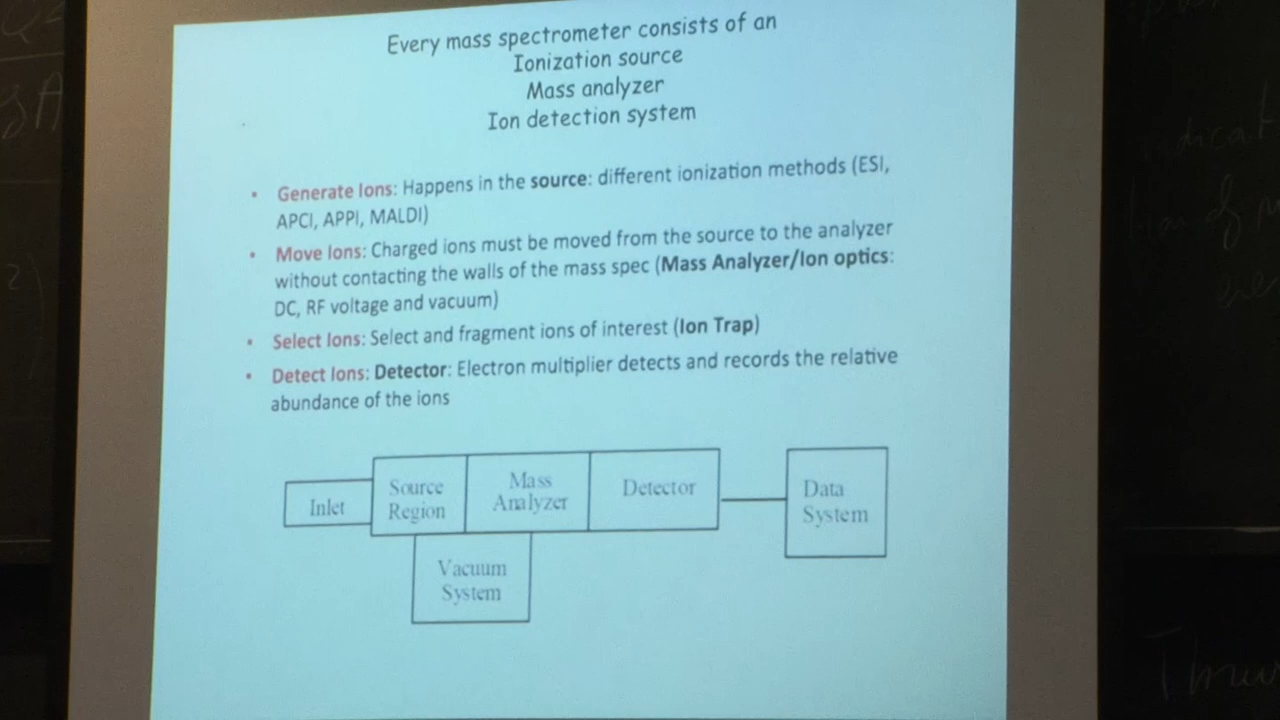 Every mass spectrometer consists of an
Ionization source
Mass analyzer
Ion detection system
• Generate Ions: Happens in the source: different ionization methods (ESI,
APCI, APPI, MALDI)
• Move Ions: Charged ions must be moved from the source to the analyzer
without contacting the walls of the mass spec (Mass Analyzer/Ion optics:
DC, RF voltage and vacuum)
• Select Ions: Select and fragment ions of interest (Ion Trap)
• Detect Ions: Detector: Electron multiplier detects and records the relative
abundance of the ions
Inlet
Source
Region
Mass
Analyzer
Detector
Data
System
Vacuum
System